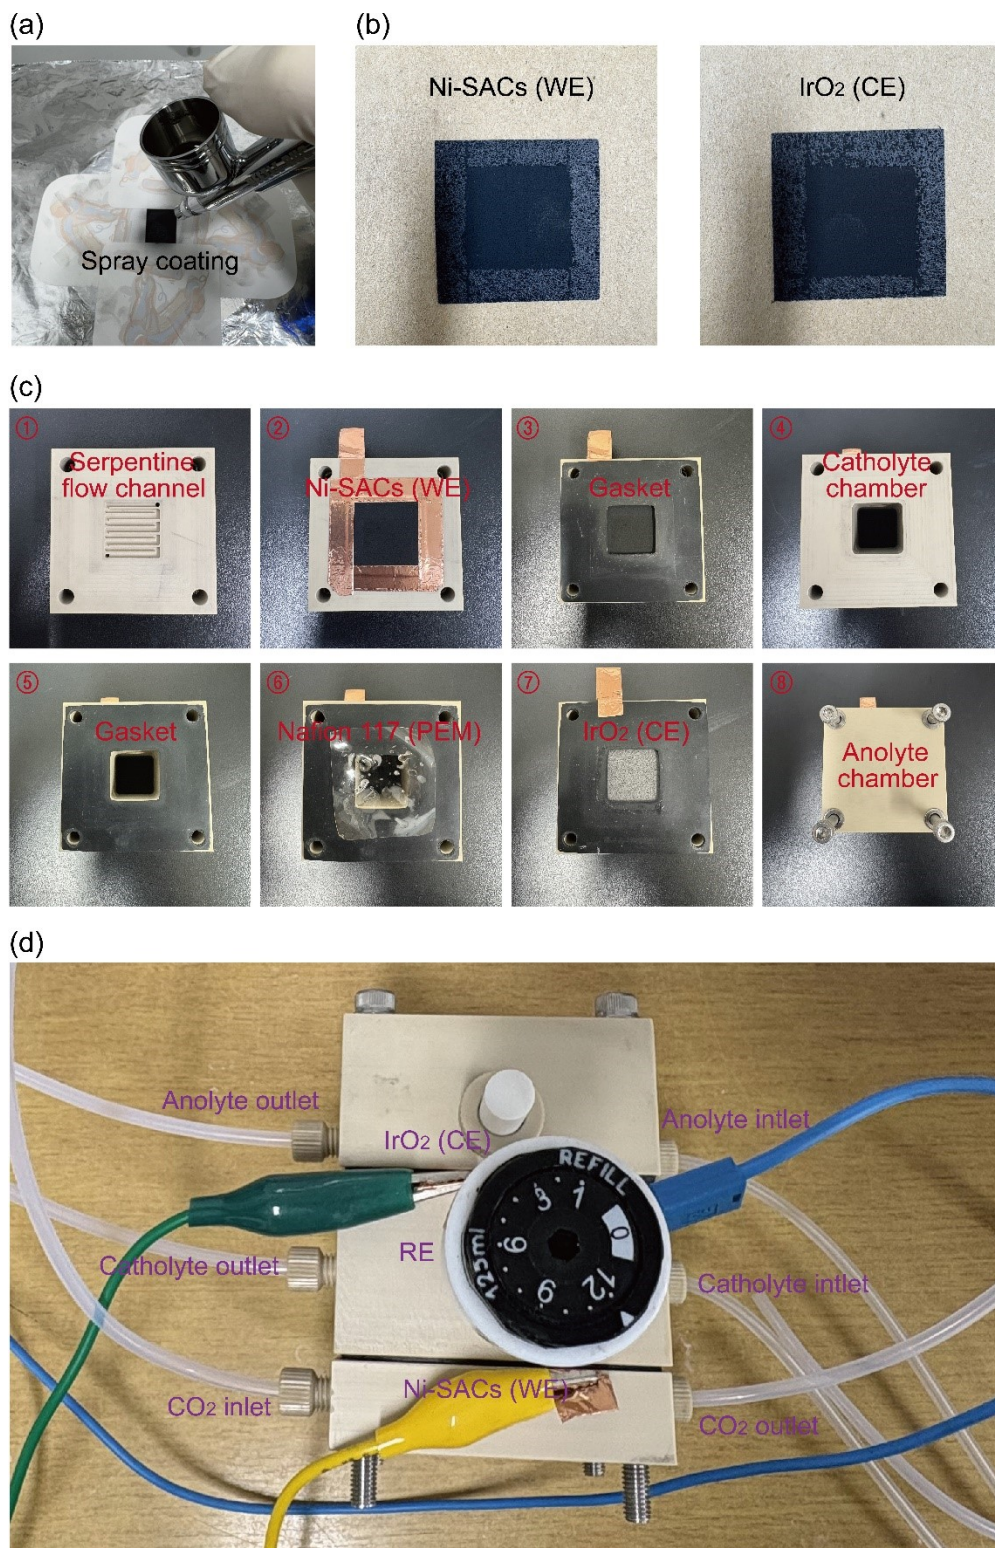 (a)
Spray coating
(b)
Ni-SACs (WE)
IrO₂ (CE)
(c)
①
Serpentine
flow channel
②
Ni-SACs (WE)
③
Gasket
④
Catholyte
chamber
⑤
Gasket
⑥
Nafion 117 (PEM)
⑦
IrO₂ (CE)
⑧
Anolyte
chamber
(d)
Anolyte outlet
IrO₂ (CE)
Anolyte intlet
REFILL
0
1
3
6
9
12
125ml
RE
Catholyte outlet
Catholyte intlet
Ni-SACs (WE)
CO₂ inlet
CO₂ outlet